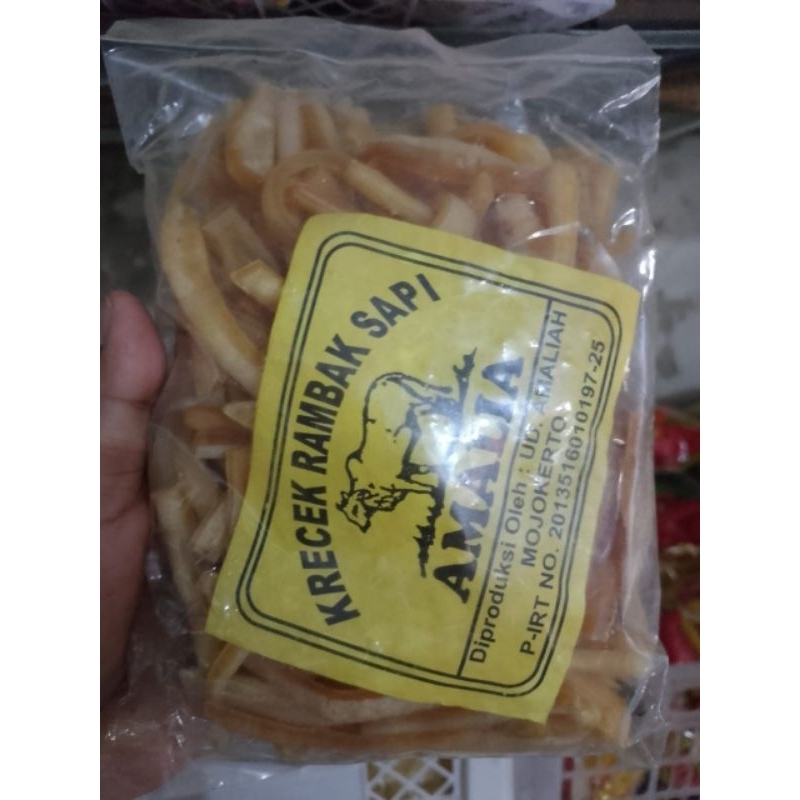 KRECEK RAMBAK SAPI
AMALIA
Diproduksi Oleh : UD. AMALIAH
MOJOKERTO
P-IRT NO. 2013516010197-25